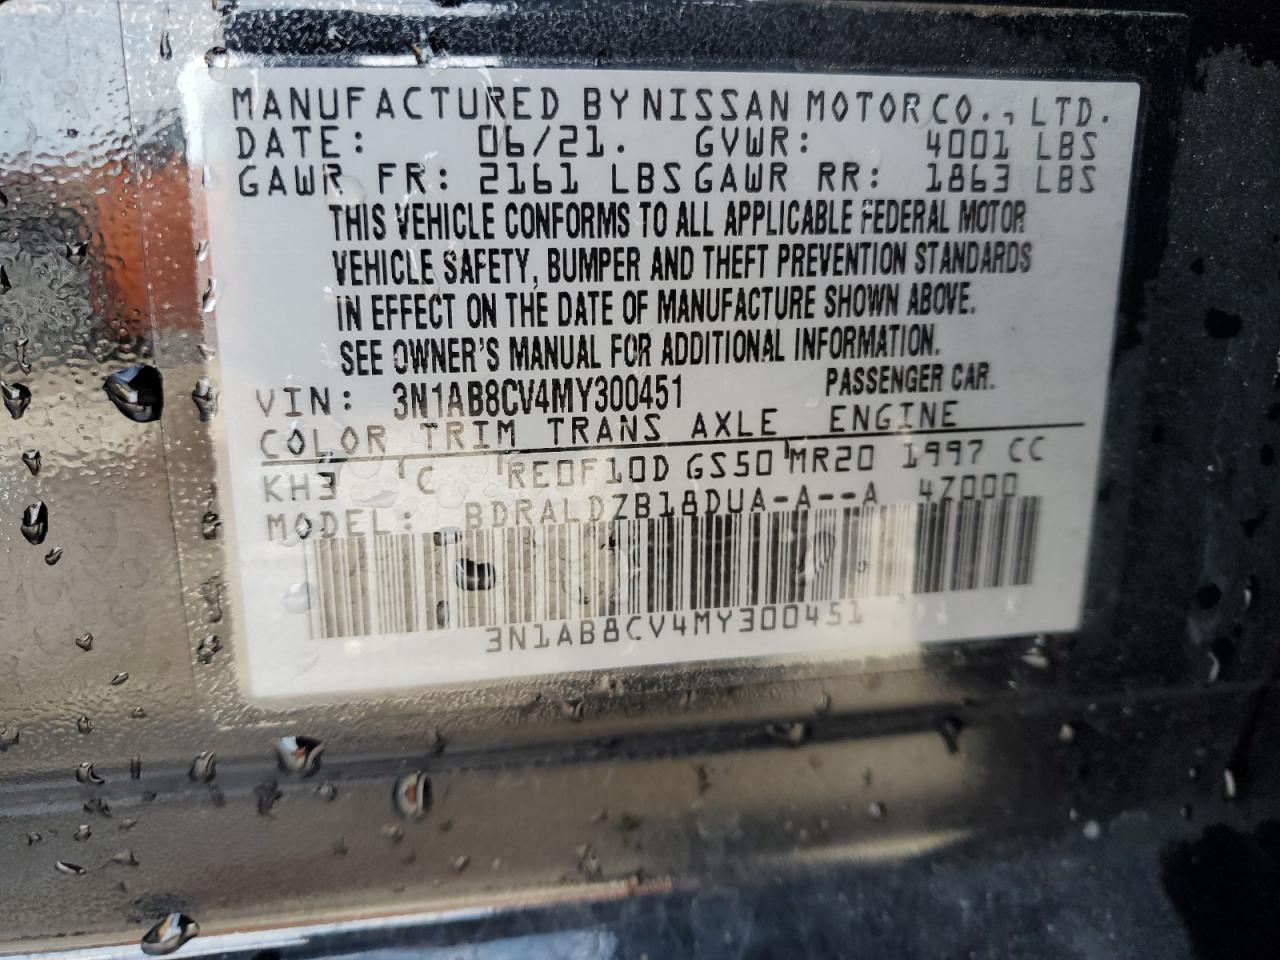 MANUFACTURED BY NISSAN MOTOR CO., LTD.
DATE: 06/21. GVWR: 4001 LBS
GAWR FR: 2161 LBS GAWR RR: 1863 LBS
THIS VEHICLE CONFORMS TO ALL APPLICABLE FEDERAL MOTOR
VEHICLE SAFETY, BUMPER AND THEFT PREVENTION STANDARDS
IN EFFECT ON THE DATE OF MANUFACTURE SHOWN ABOVE.
SEE OWNER'S MANUAL FOR ADDITIONAL INFORMATION.
VIN: 3N1AB8CV4MY300451 PASSENGER CAR.
COLOR TRIM TRANS AXLE ENGINE
KH3 C RE0F10D GS50 MR20 1997 CC
MODEL: BDRALDZB18DUA-A--A 4Z000
3N1AB8CV4MY300451